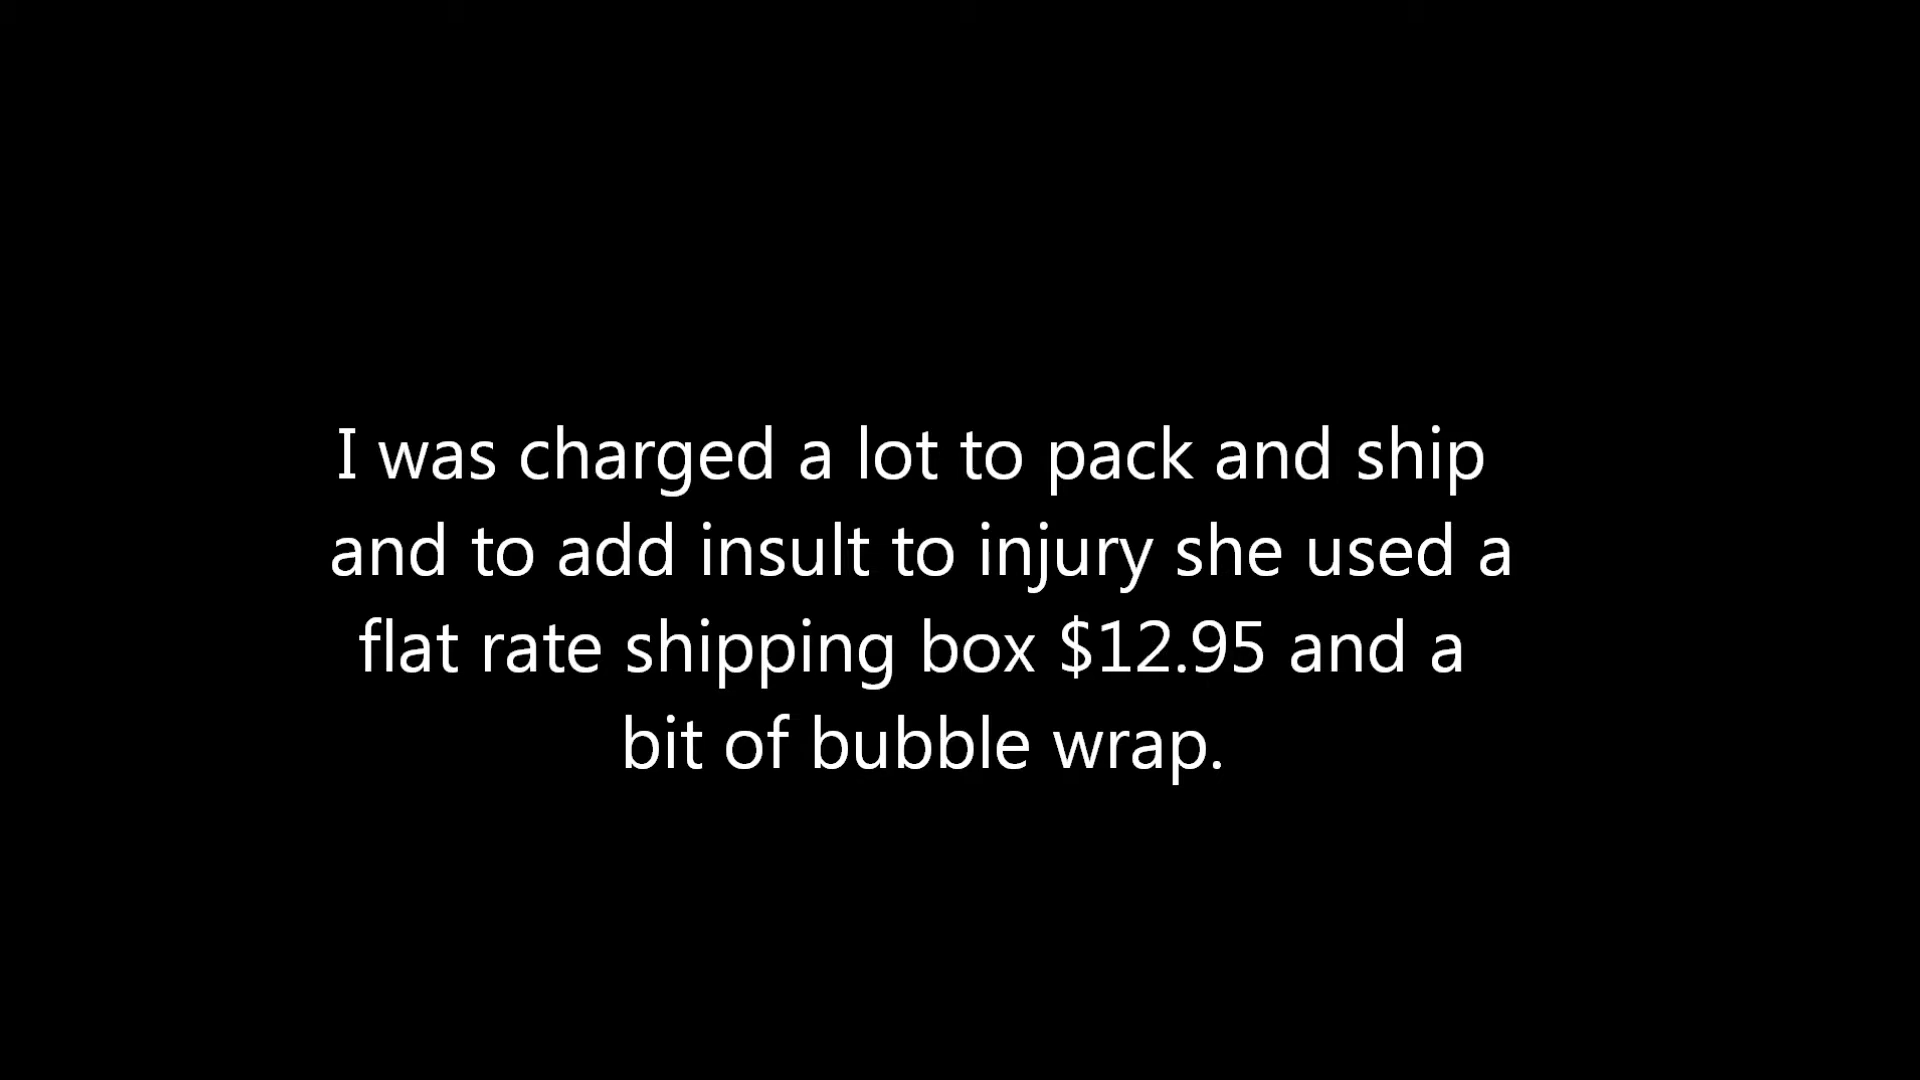 I was charged a lot to pack and ship
and to add insult to injury she used a
flat rate shipping box $12.95 and a
bit of bubble wrap.